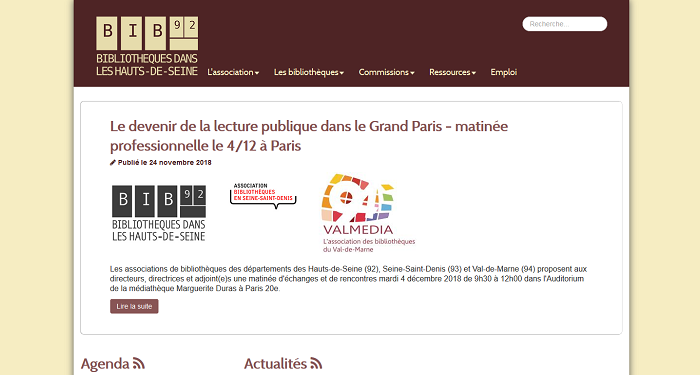 B I B 9 2
BIBLIOTHEQUES DANS
LES HAUTS-DE-SEINE
Recherche...
L'association Les bibliothèques Commissions Ressources Emploi
Le devenir de la lecture publique dans le Grand Paris – matinée
professionnelle le 4/12 à Paris
Publié le 24 novembre 2018
B I B 9 2
BIBLIOTHEQUES DANS
LES HAUTS-DE-SEINE
ASSOCIATION
BIBLIOTHÈQUES
EN SEINE-SAINT-DENIS
94
VALMEDIA
L'association des bibliothèques
du Val-de-Marne
Les associations de bibliothèques des départements des Hauts-de-Seine (92), Seine-Saint-Denis (93) et Val-de-Marne (94) proposent aux
directeurs, directrices et adjoint(e)s une matinée d'échanges et de rencontres mardi 4 décembre 2018 de 9h30 à 12h00 dans l'Auditorium
de la médiathèque Marguerite Duras à Paris 20e.
Lire la suite
Agenda Actualités